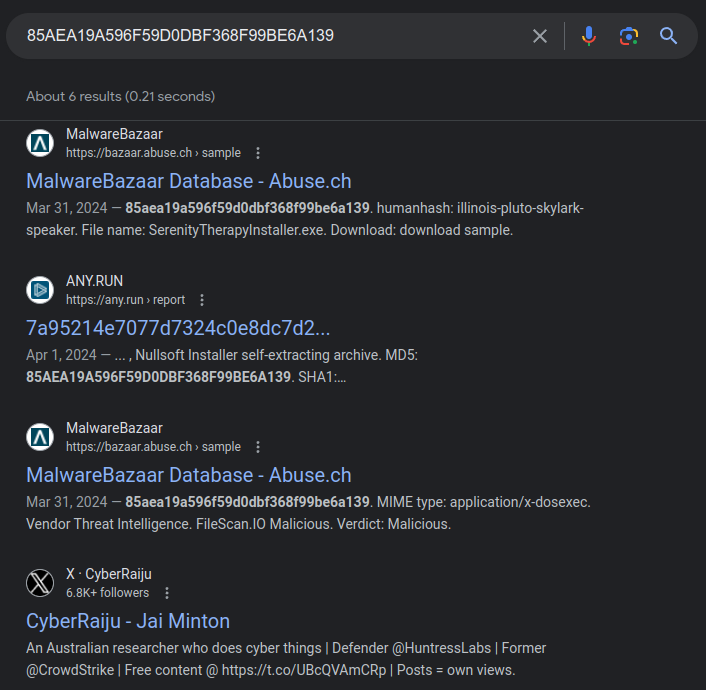 85AEA19A596F59D0DBF368F99BE6A139
About 6 results (0.21 seconds)
MalwareBazaar
https://bazaar.abuse.ch › sample
MalwareBazaar Database - Abuse.ch
Mar 31, 2024 — 85aea19a596f59d0dbf368f99be6a139. humanhash: illinois-pluto-skylark-
speaker. File name: SerenityTherapyInstaller.exe. Download: download sample.
ANY.RUN
https://any.run › report
7a95214e7077d7324c0e8dc7d2...
Apr 1, 2024 — ... , Nullsoft Installer self-extracting archive. MD5:
85AEA19A596F59D0DBF368F99BE6A139. SHA1:...
MalwareBazaar
https://bazaar.abuse.ch › sample
MalwareBazaar Database - Abuse.ch
Mar 31, 2024 — 85aea19a596f59d0dbf368f99be6a139. MIME type: application/x-dosexec.
Vendor Threat Intelligence. FileScan.IO Malicious. Verdict: Malicious.
X · CyberRaiju
6.8K+ followers
CyberRaiju - Jai Minton
An Australian researcher who does cyber things | Defender @HuntressLabs | Former
@CrowdStrike | Free content @ https://t.co/UBcQVAmCRp | Posts = own views.